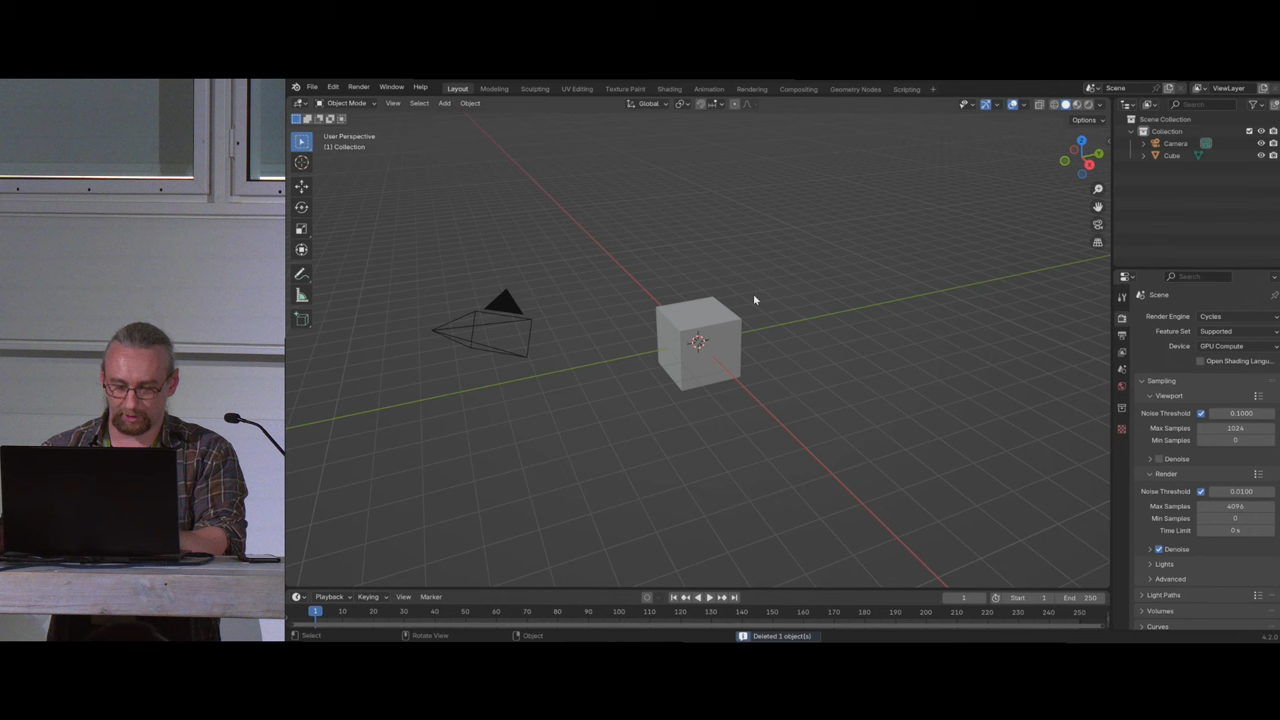 File Edit Render Window Help Layout Modeling Sculpting UV Editing Texture Paint Shading Animation Rendering Compositing Geometry Nodes Scripting + Scene ViewLayer
Object Mode View Select Add Object Global Search
Options
User Perspective
(1) Collection
Scene Collection
Collection
Camera
Cube
Search
Scene
Render Engine Cycles
Feature Set Supported
Device GPU Compute
Open Shading Langu...
Sampling
Viewport
Noise Threshold 0.1000
Max Samples 1024
Min Samples 0
Denoise
Render
Noise Threshold 0.0100
Max Samples 4096
Min Samples 0
Time Limit 0 s
Denoise
Lights
Advanced
Light Paths
Volumes
Curves
Playback Keying View Marker 1 Start 1 End 250
1 10 20 30 40 50 60 70 80 90 100 110 120 130 140 150 160 170 180 190 200 210 220 230 240 250
Select Rotate View Object Deleted 1 object(s) 4.2.0